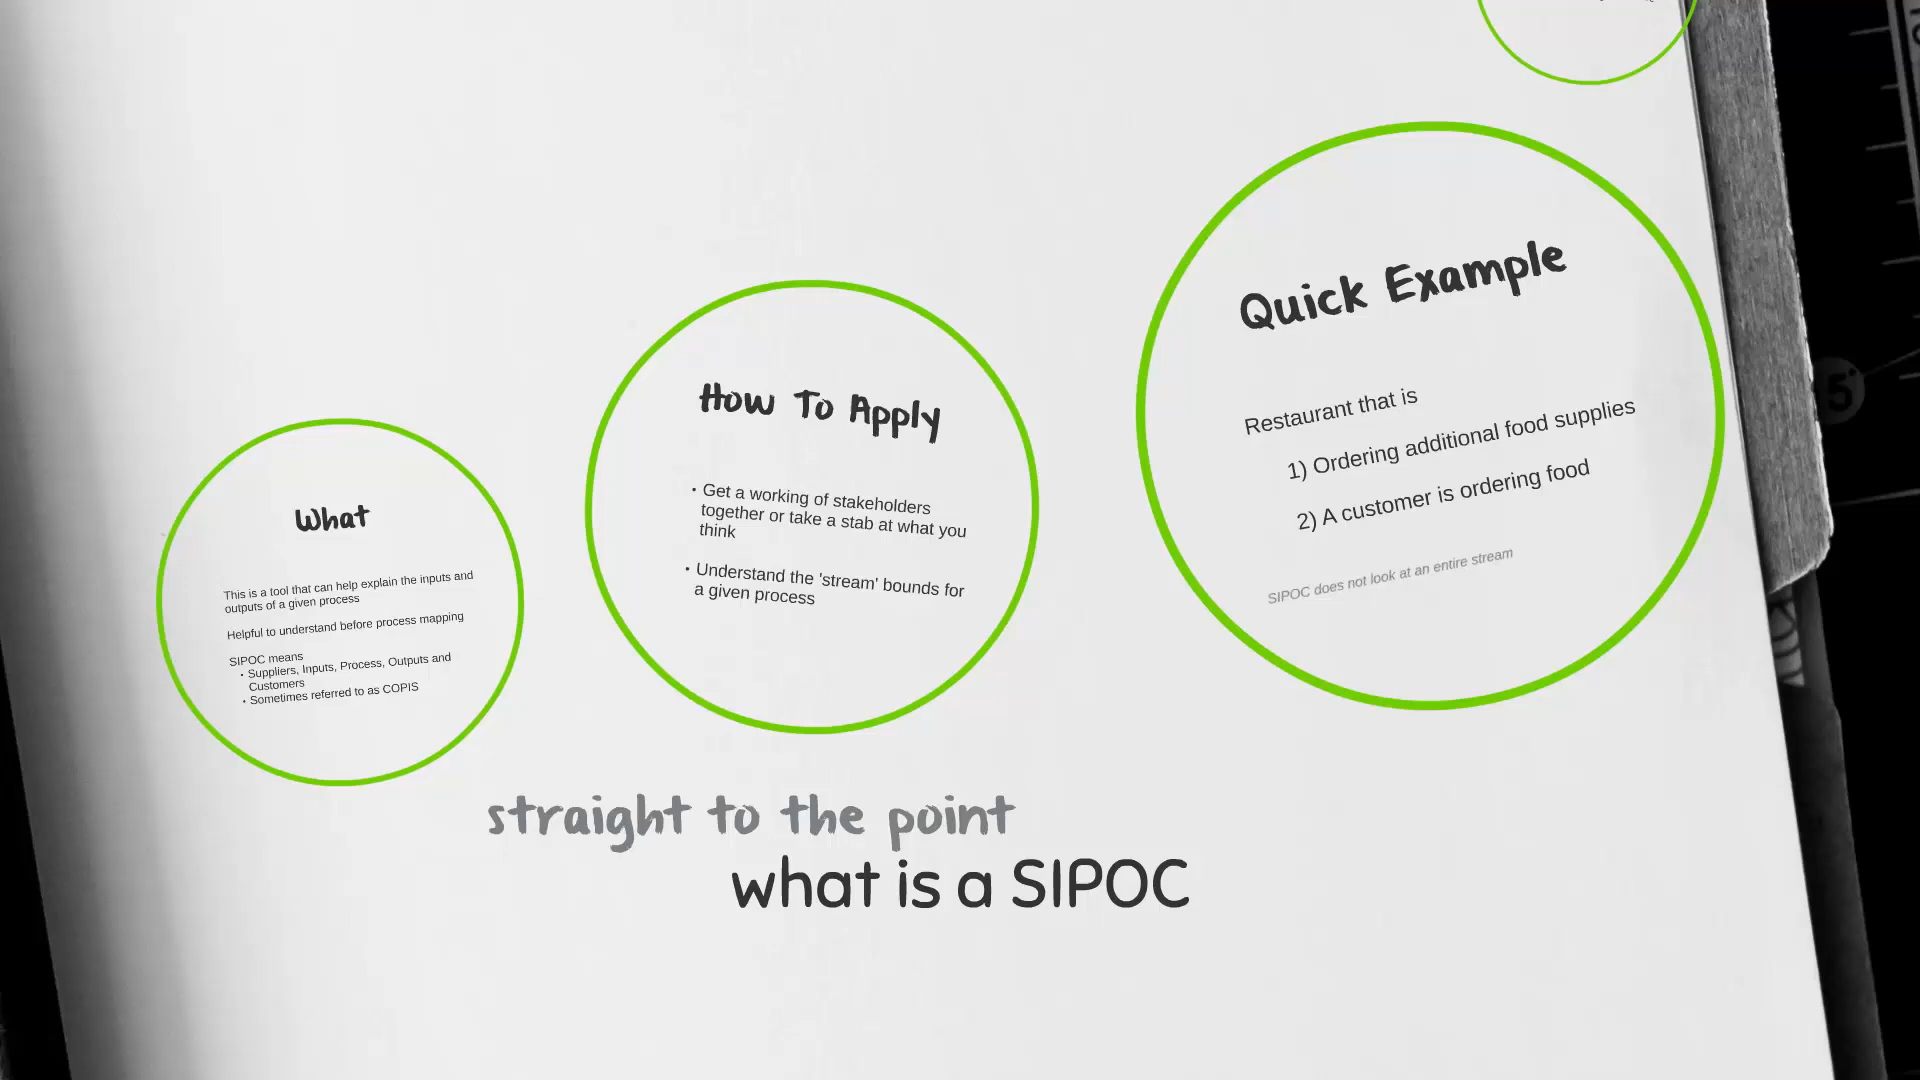 What
This is a tool that can help explain the inputs and
outputs of a given process
Helpful to understand before process mapping
SIPOC means
• Suppliers, Inputs, Process, Outputs and
Customers
• Sometimes referred to as COPIS
How To Apply
• Get a working of stakeholders
together or take a stab at what you
think
• Understand the 'stream' bounds for
a given process
Quick Example
Restaurant that is
1) Ordering additional food supplies
2) A customer is ordering food
SIPOC does not look at an entire stream
straight to the point
what is a SIPOC
5